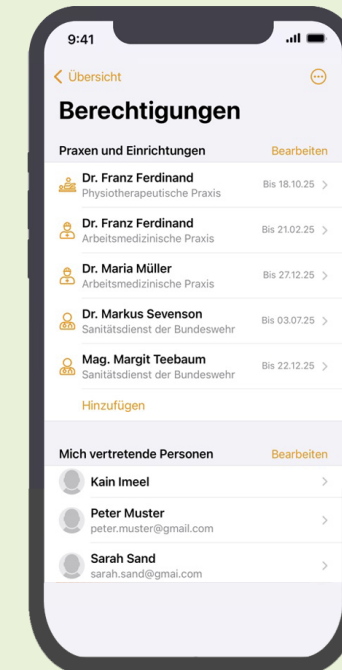 9:41
Übersicht
Berechtigungen
Praxen und Einrichtungen Bearbeiten
Dr. Franz Ferdinand
Physiotherapeutische Praxis
Bis 18.10.25
Dr. Franz Ferdinand
Arbeitsmedizinische Praxis
Bis 21.02.25
Dr. Maria Müller
Arbeitsmedizinische Praxis
Bis 27.12.25
Dr. Markus Sevenson
Sanitätsdienst der Bundeswehr
Bis 03.07.25
Mag. Margit Teebaum
Sanitätsdienst der Bundeswehr
Bis 22.12.25
Hinzufügen
Mich vertretende Personen Bearbeiten
Kain Imeel
Peter Muster
peter.muster@gmail.com
Sarah Sand
sarah.sand@gmai.com